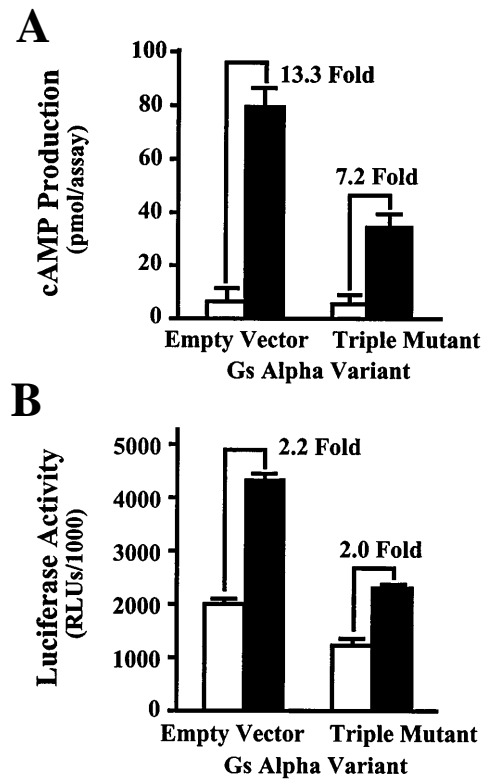 A
cAMP Production
(pmol/assay)
100
80
60
40
20
0
13.3 Fold
7.2 Fold
Empty Vector
Triple Mutant
Gs Alpha Variant
B
Luciferase Activity
(RLUs/1000)
5000
4000
3000
2000
1000
0
2.2 Fold
2.0 Fold
Empty Vector
Triple Mutant
Gs Alpha Variant